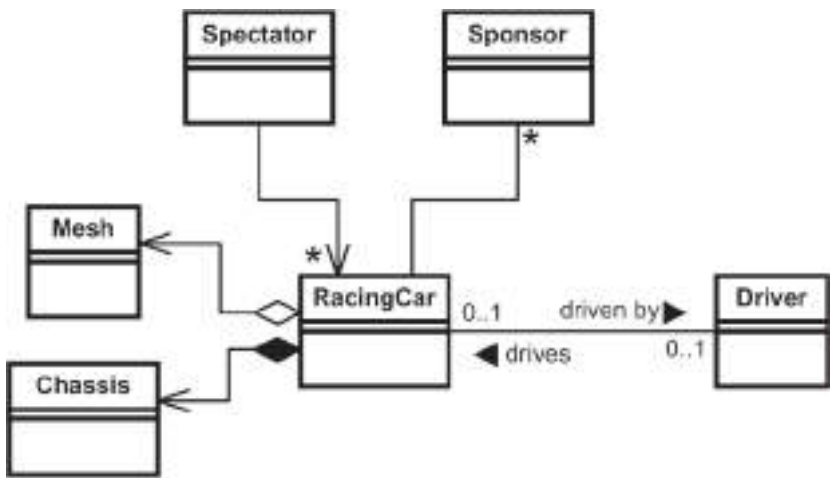 Spectator
Sponsor
*
Mesh
*
RacingCar
0..1
driven by ▶
Driver
◀ drives
0..1
Chassis